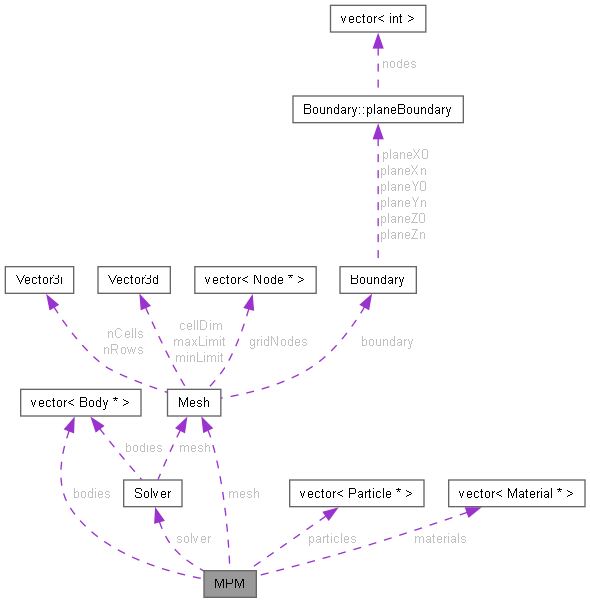 vector< int >
nodes
Boundary::planeBoundary
planeX0
planeXn
planeY0
planeYn
planeZ0
planeZn
Vector3i
Vector3d
vector< Node * >
Boundary
nCells
nRows
cellDim
maxLimit
minLimit
gridNodes
boundary
vector< Body * >
Mesh
bodies
mesh
bodies
Solver
mesh
vector< Particle * >
vector< Material * >
solver
particles
materials
MPM